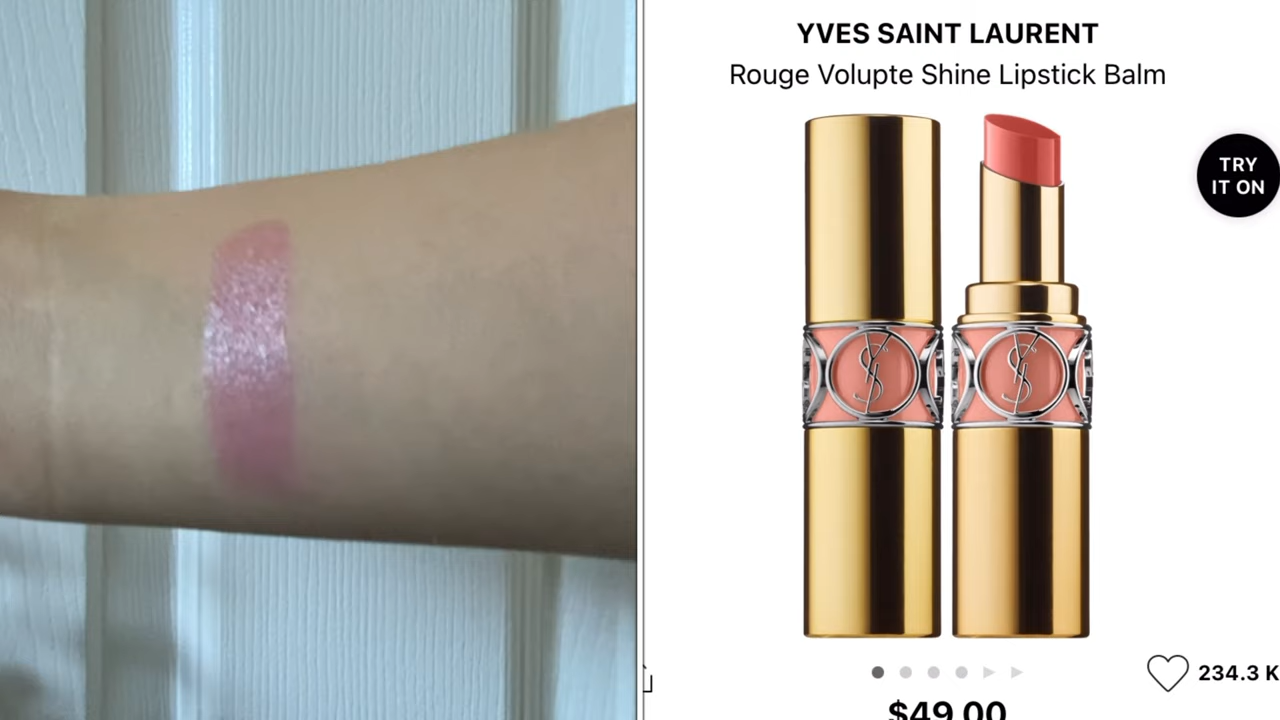 YVES SAINT LAURENT
Rouge Volupte Shine Lipstick Balm
TRY
IT ON
234.3 K
$49.00